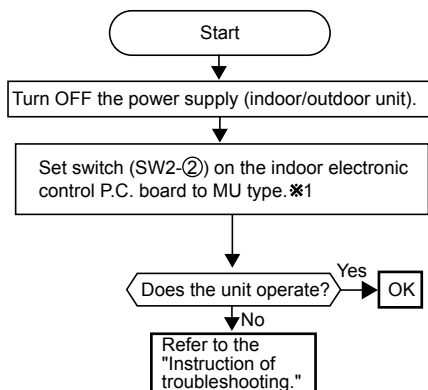 Start
Turn OFF the power supply (indoor/outdoor unit).
Set switch (SW2-②) on the indoor electronic
control P.C. board to MU type.※1
Does the unit operate?
Yes
OK
No
Refer to the
"Instruction of
troubleshooting."